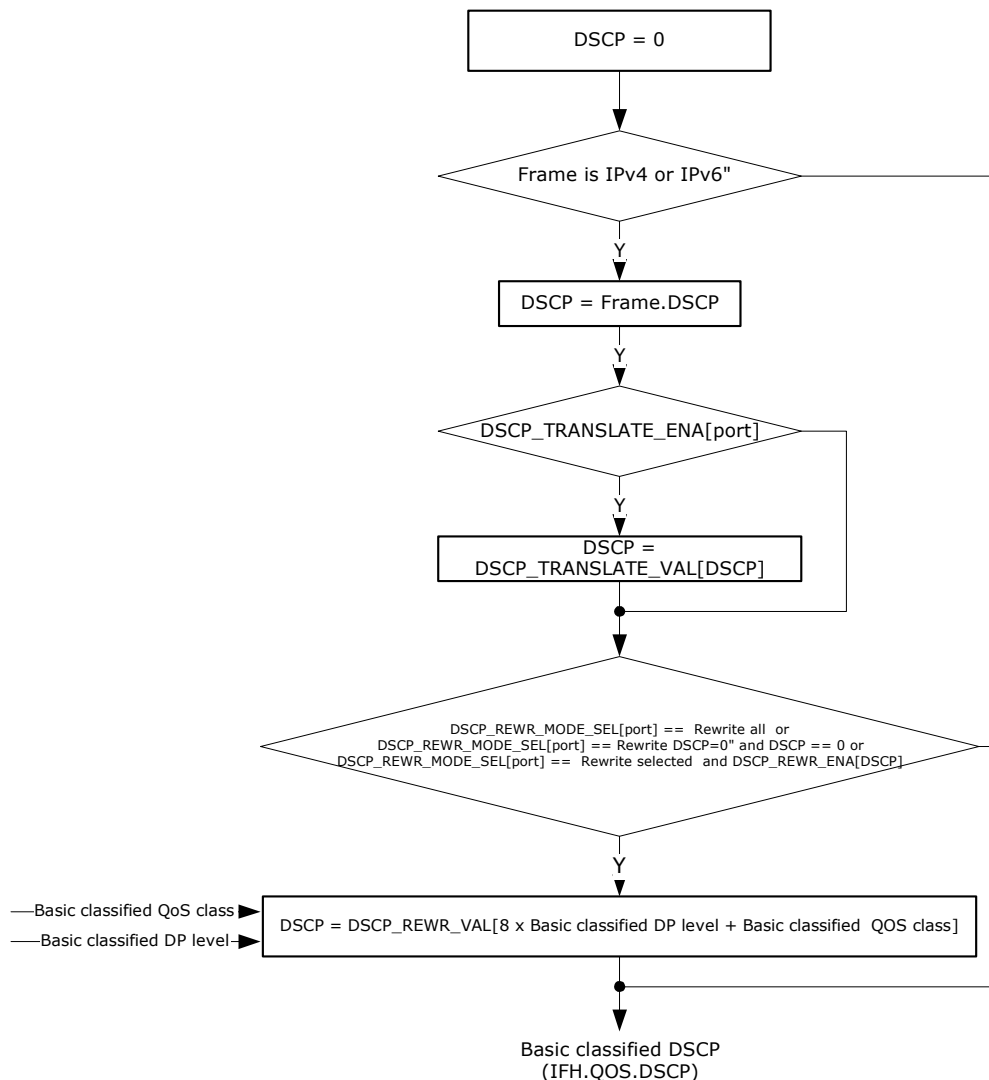 DSCP = 0
Frame is IPv4 or IPv6"
Y
DSCP = Frame.DSCP
Y
DSCP_TRANSLATE_ENA[port]
Y
DSCP =
DSCP_TRANSLATE_VAL[DSCP]
DSCP_REWR_MODE_SEL[port] == Rewrite all or
DSCP_REWR_MODE_SEL[port] == Rewrite DSCP=0" and DSCP == 0 or
DSCP_REWR_MODE_SEL[port] == Rewrite selected and DSCP_REWR_ENA[DSCP]
Y
Basic classified QoS class
Basic classified DP level
DSCP = DSCP_REWR_VAL[8 x Basic classified DP level + Basic classified QOS class]
Basic classified DSCP
(IFH.QOS.DSCP)